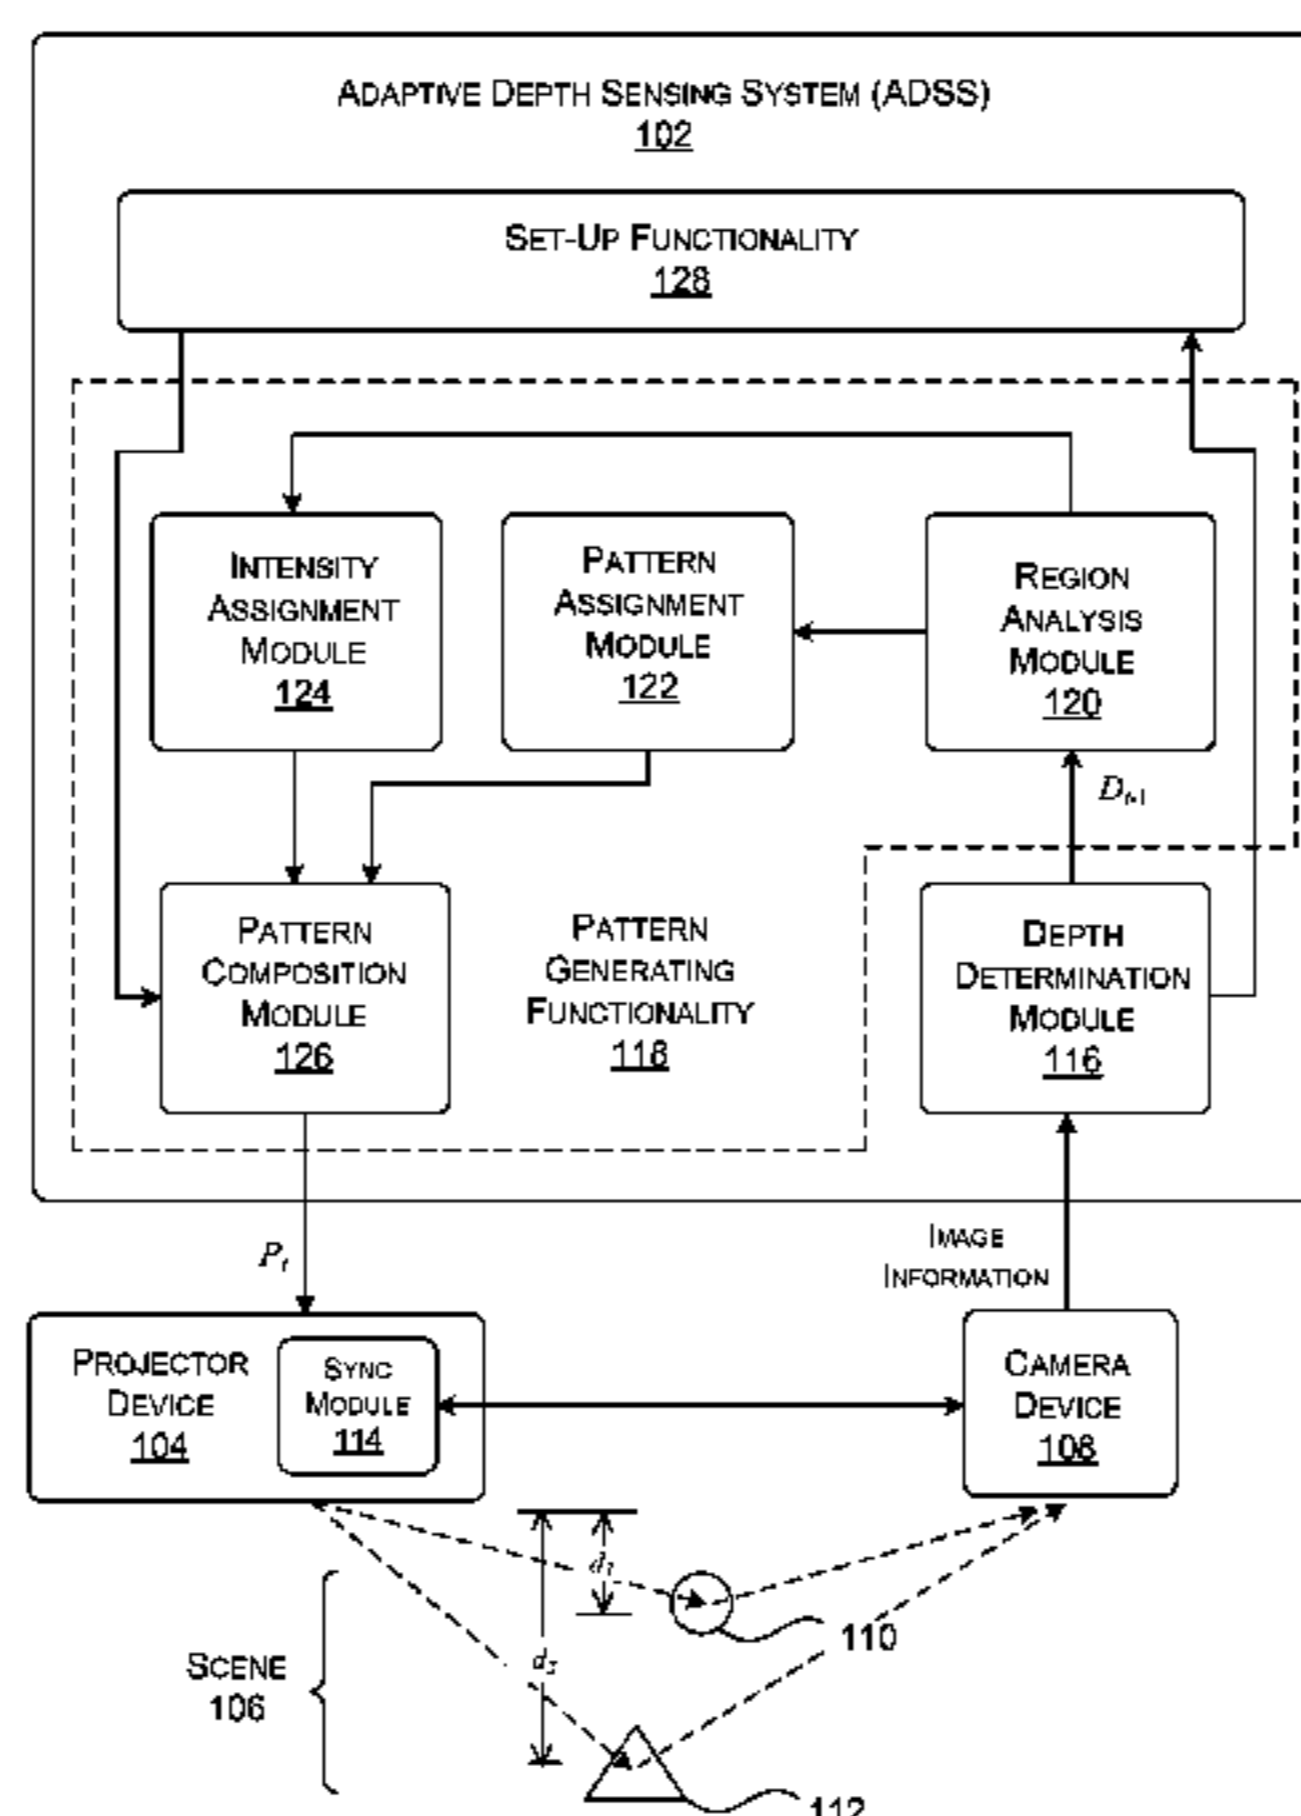 ADAPTIVE DEPTH SENSING SYSTEM (ADSS)
102
SET-UP FUNCTIONALITY
128
INTENSITY
ASSIGNMENT
MODULE
124
PATTERN
ASSIGNMENT
MODULE
122
REGION
ANALYSIS
MODULE
120
Dt-1
PATTERN
COMPOSITION
MODULE
126
PATTERN
GENERATING
FUNCTIONALITY
118
DEPTH
DETERMINATION
MODULE
116
Pt
IMAGE
INFORMATION
PROJECTOR
DEVICE
104
SYNC
MODULE
114
CAMERA
DEVICE
108
d1
110
d2
SCENE
106
112